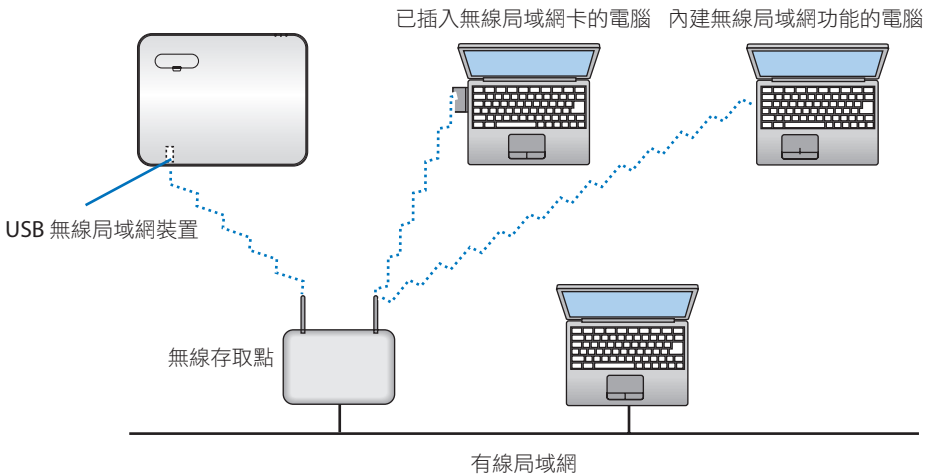 已插入無線局域網卡的電腦
內建無線局域網功能的電腦
USB 無線局域網裝置
無線存取點
有線局域網